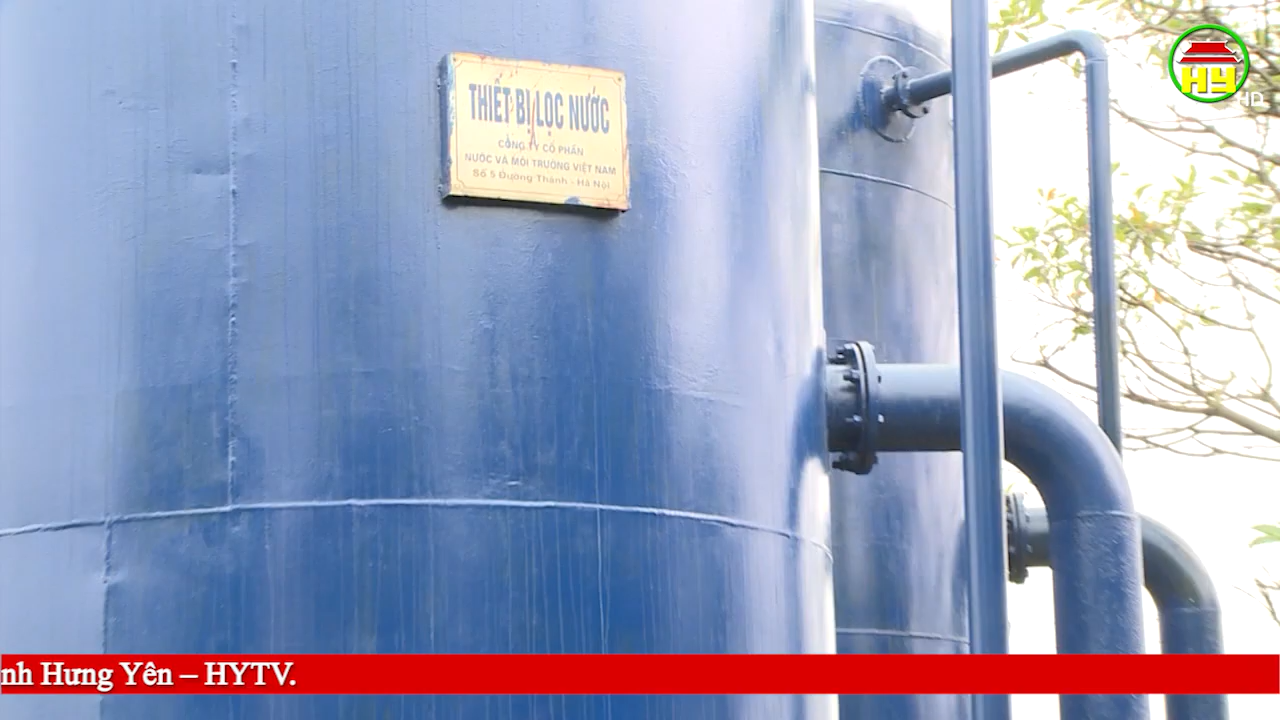 THIẾT BỊ LỌC NƯỚC
CÔNG TY CỔ PHẦN
NƯỚC VÀ MÔI TRƯỜNG VIỆT NAM
Số 5 Đường Thành - Hà Nội
HY
HD
nh Hưng Yên – HYTV.